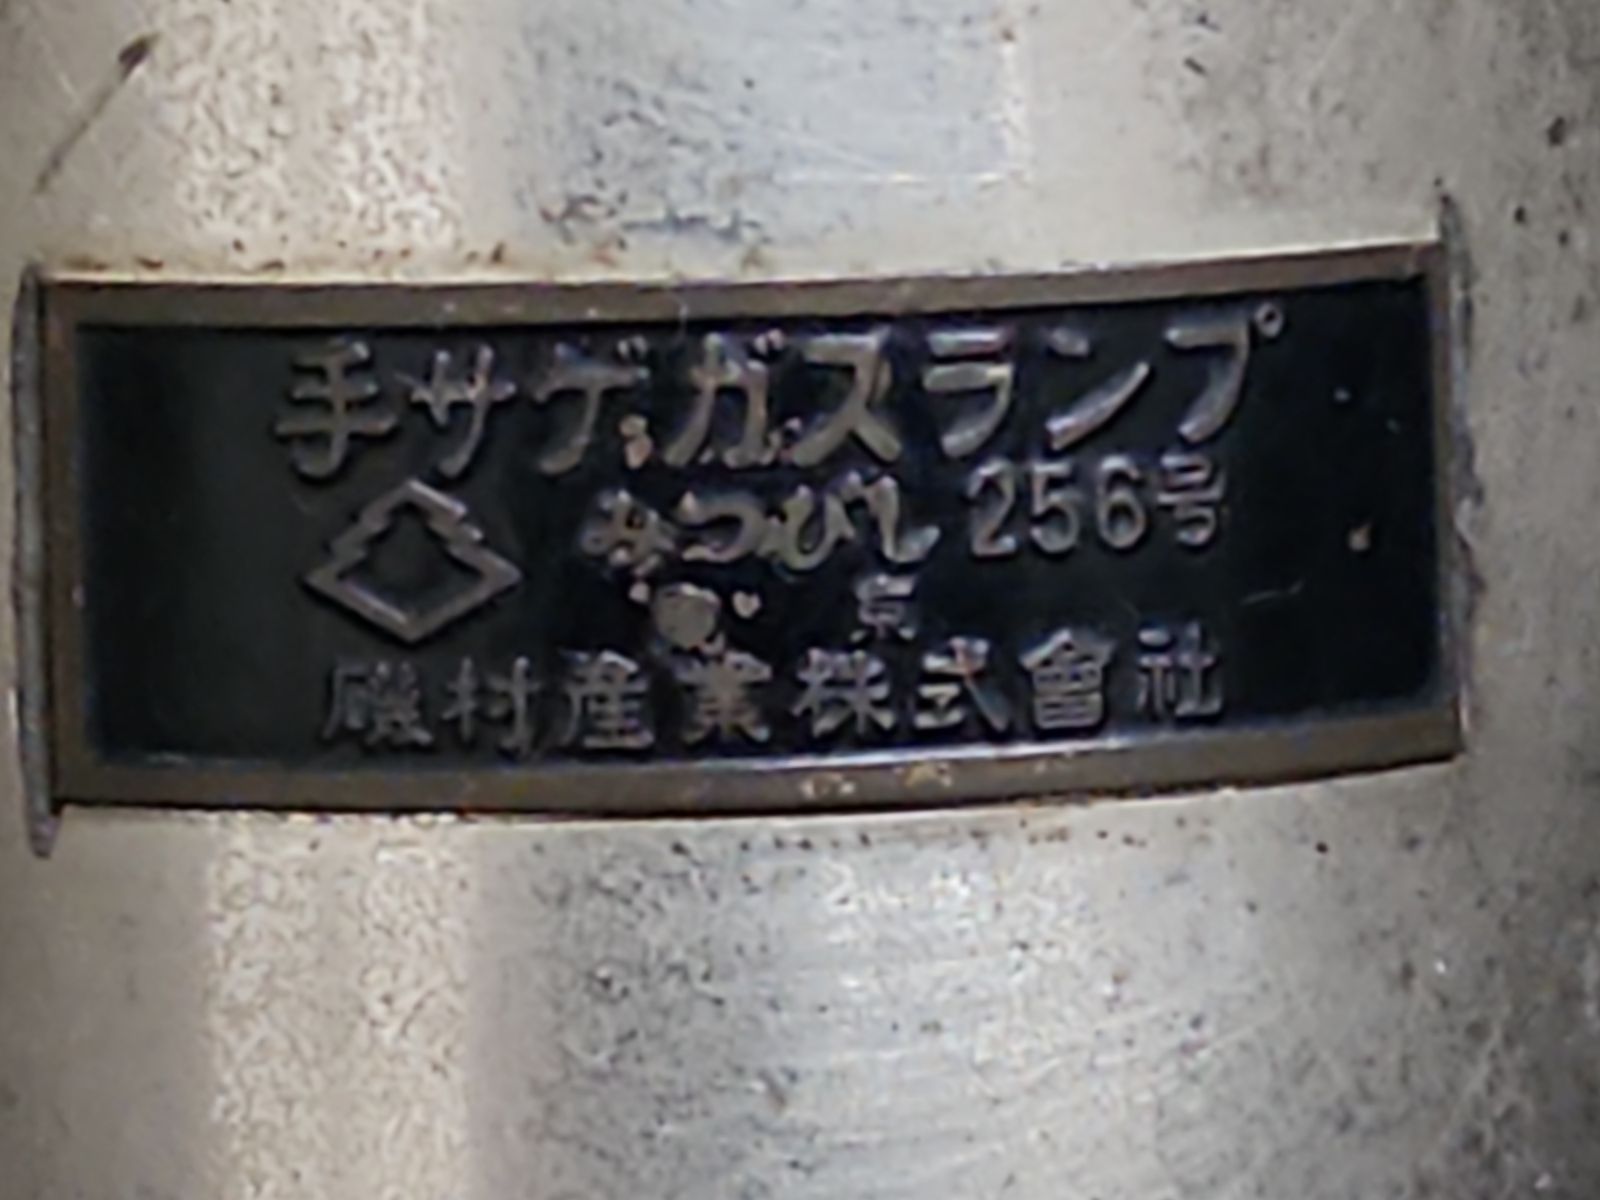 手サゲガスランプ
みつびし 256号
京
磯村産業株式會社